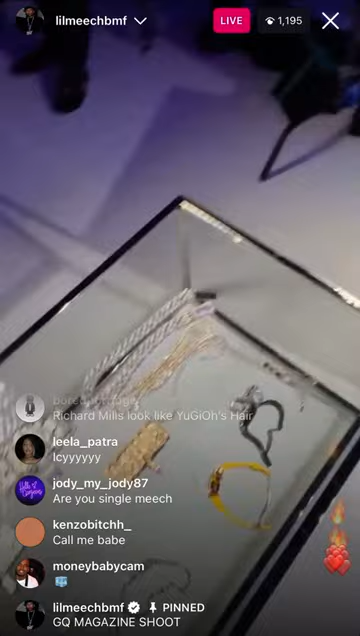 lilmeechbmf
LIVE
1,195
Richard Mills look like YuGiOh's Hair
leela_patra
Icyyyyyy
jody_my_jody87
Are you single meech
kenzobitchh_
Call me babe
moneybabycam
🥶
lilmeechbmf PINNED
GQ MAGAZINE SHOOT